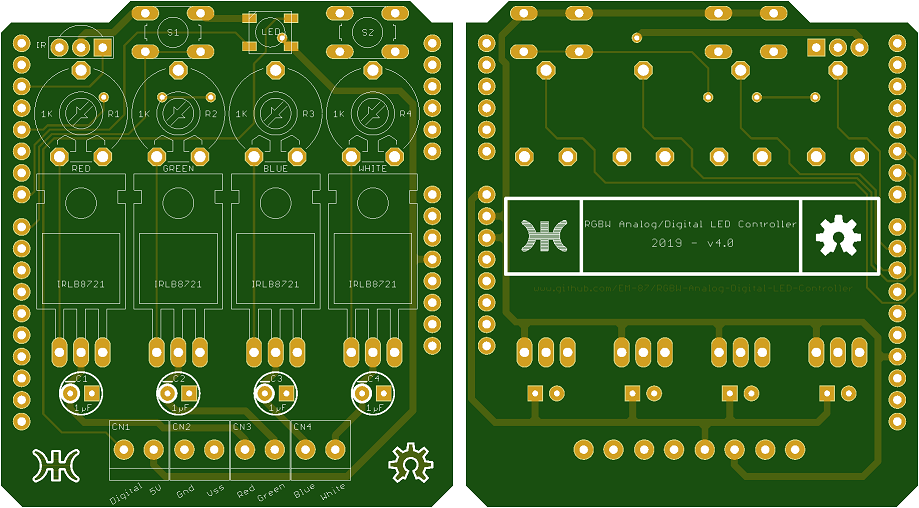 IR S1 LED S2
1K R1 1K R2 1K R3 1K R4
RED GREEN BLUE WHITE
IRLB8721 IRLB8721 IRLB8721 IRLB8721
C1 C2 C3 C4
1µF 1µF 1µF 1µF
CN1 CN2 CN3 CN4
Digital 5V Gnd Vss Red Green Blue White
RGBW Analog/Digital LED Controller
2019 - v4.0
www.github.com/IM-87/RGBW-Analog-Digital-LED-Controller